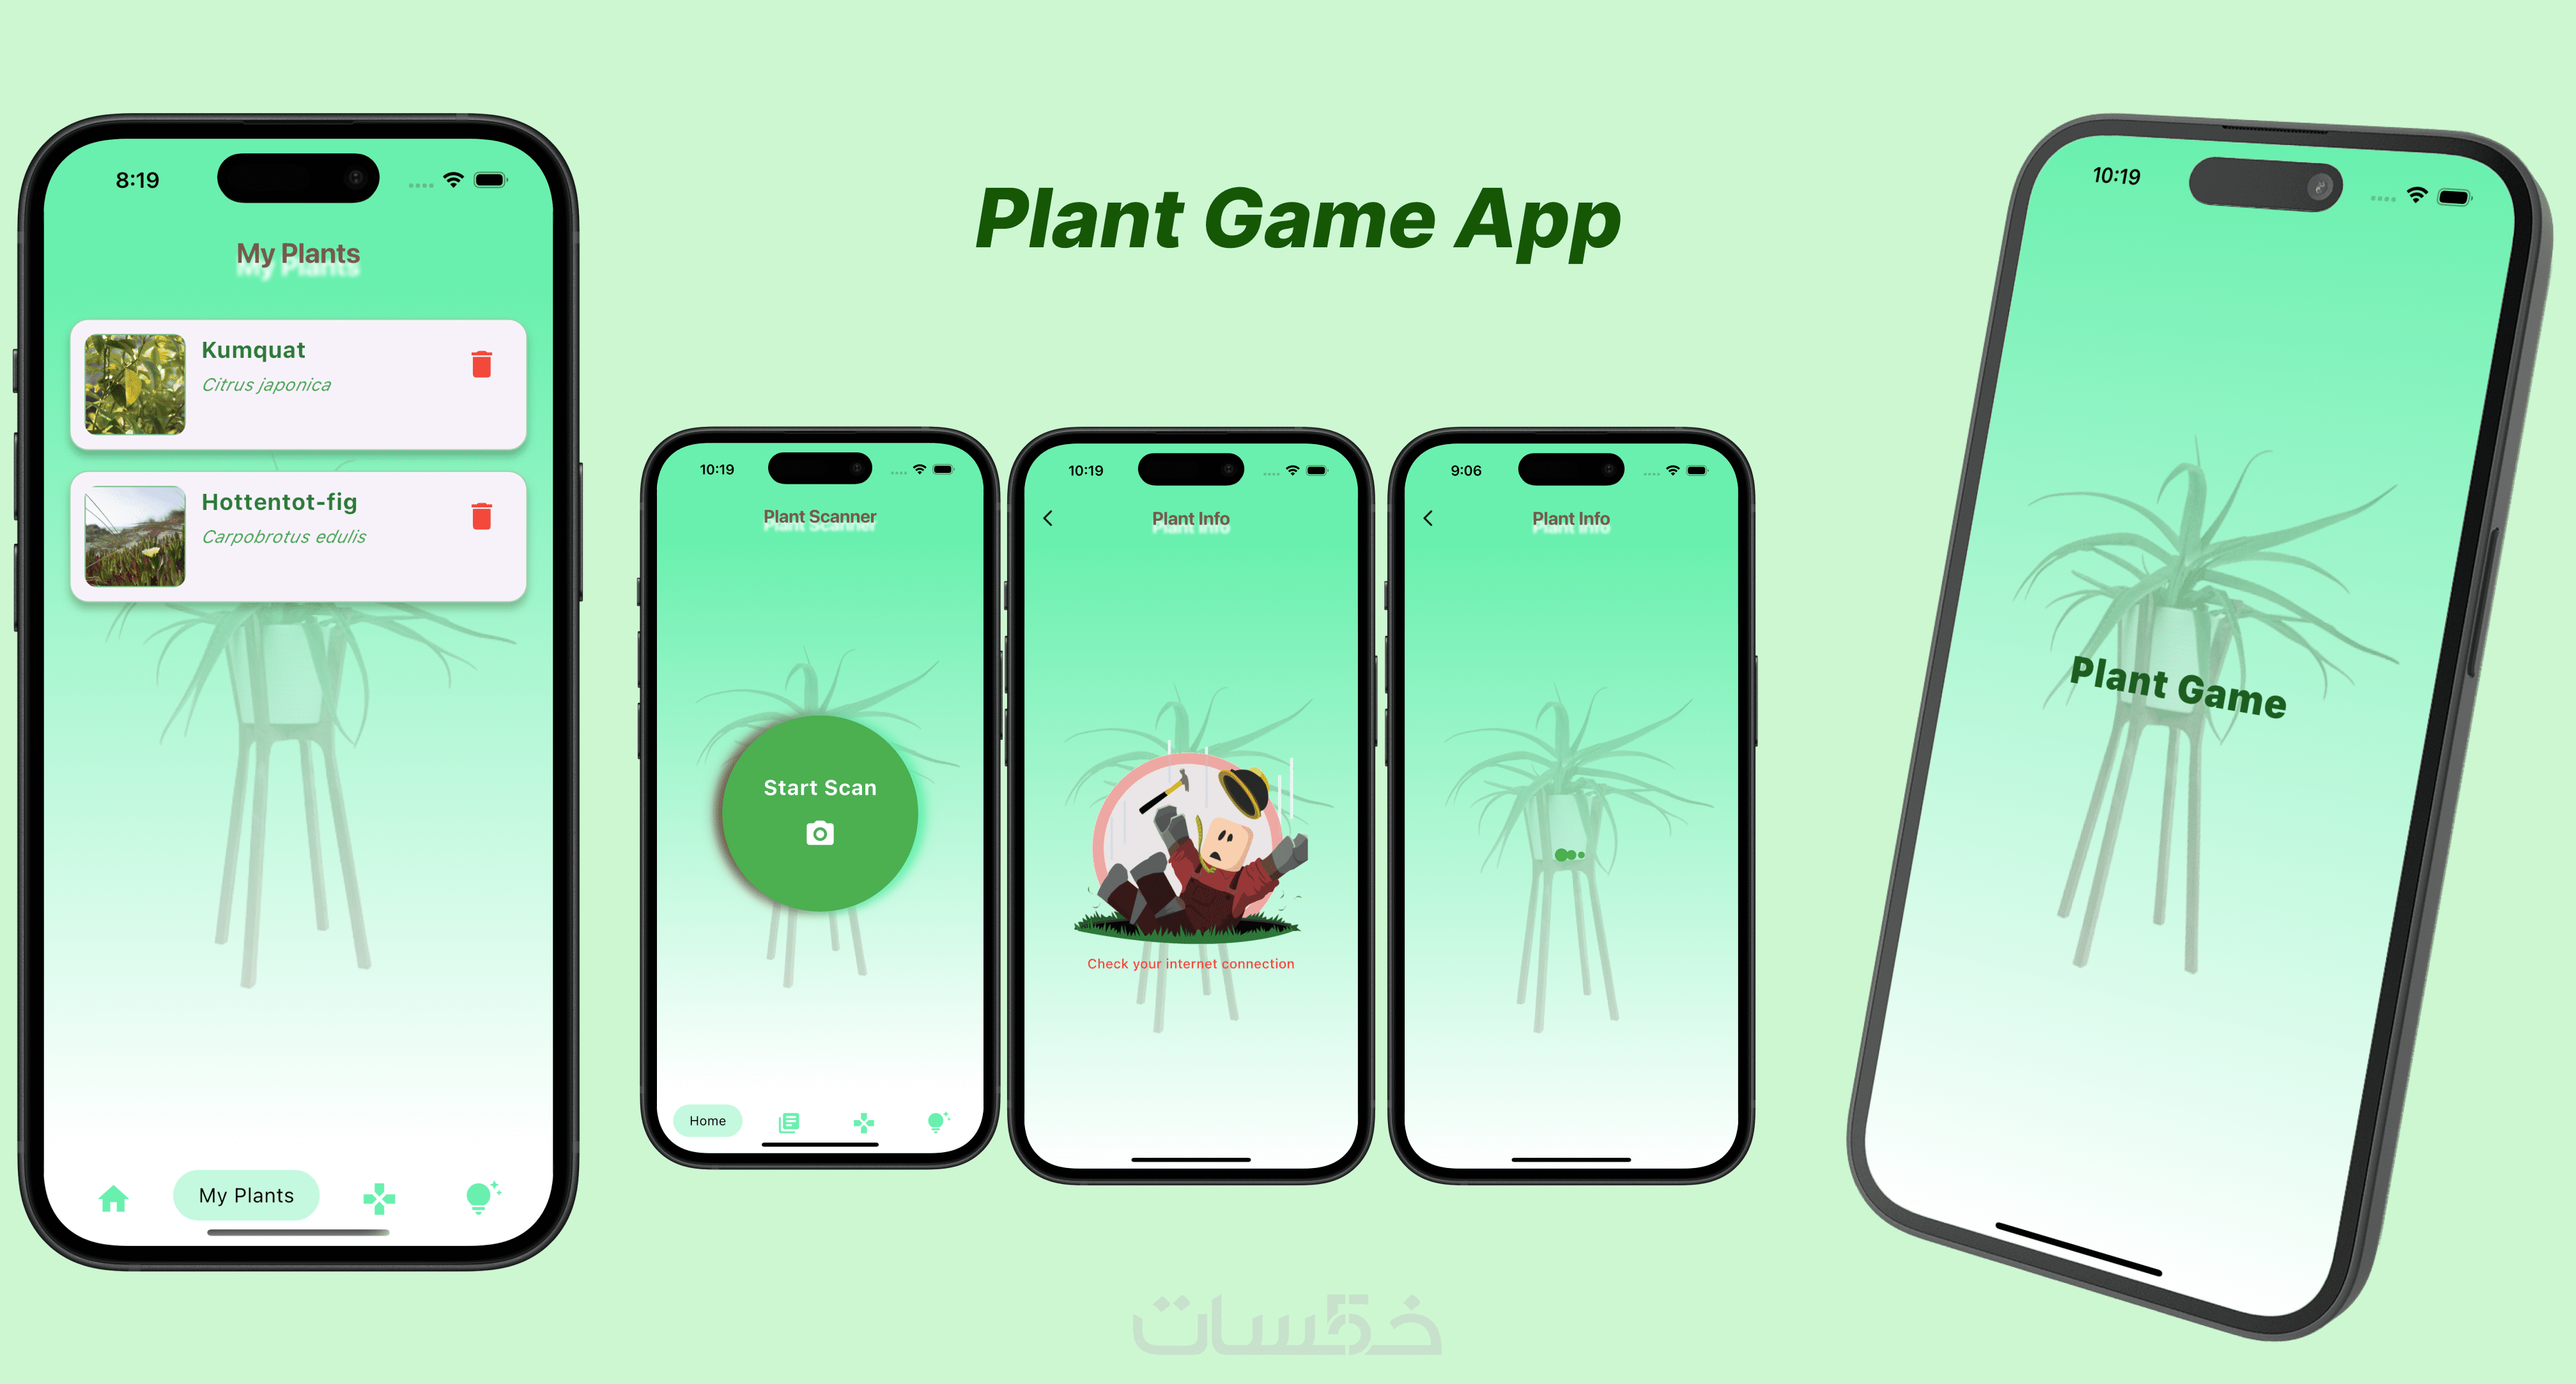 Plant Game App
8:19
My Plants
Kumquat
Citrus japonica
Hottentot-fig
Carpobrotus edulis
My Plants
10:19
Plant Scanner
Start Scan
Home
10:19
Plant Info
Check your internet connection
9:06
Plant Info
10:19
Plant Game
خمسات